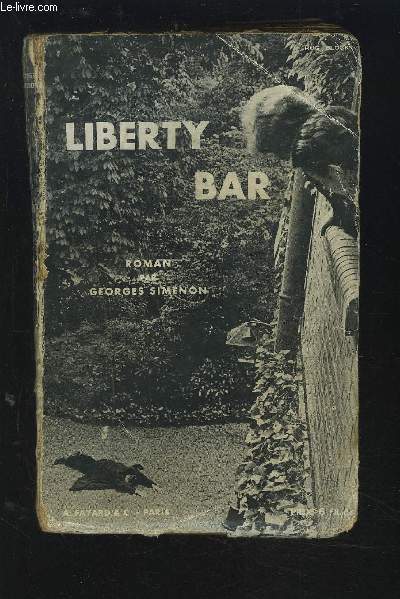 Le-livre.com
LIBERTY
BAR
ROMAN
PAR
GEORGES SIMENON
A. FAYARD & Cie - PARIS